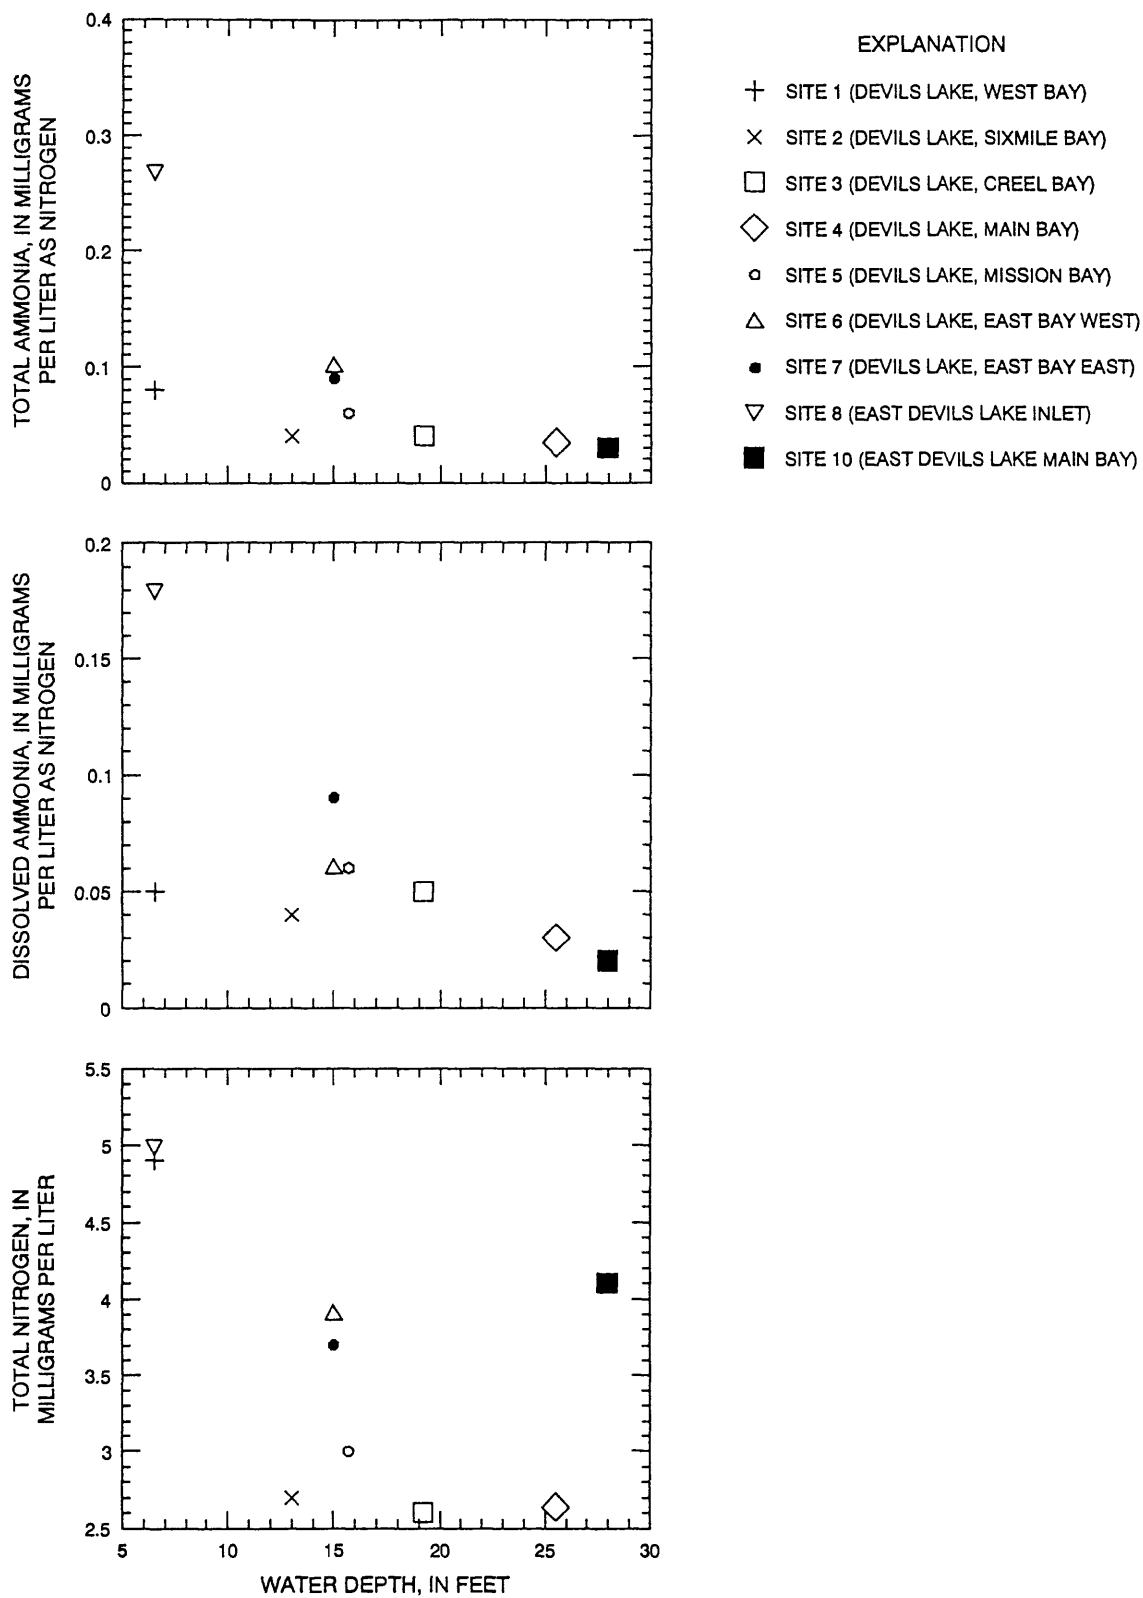 TOTAL AMMONIA, IN MILLIGRAMS
PER LITER AS NITROGEN
0.4
0.3
0.2
0.1
0
EXPLANATION
SITE 1 (DEVILS LAKE, WEST BAY)
SITE 2 (DEVILS LAKE, SIXMILE BAY)
SITE 3 (DEVILS LAKE, CREEL BAY)
SITE 4 (DEVILS LAKE, MAIN BAY)
SITE 5 (DEVILS LAKE, MISSION BAY)
SITE 6 (DEVILS LAKE, EAST BAY WEST)
SITE 7 (DEVILS LAKE, EAST BAY EAST)
SITE 8 (EAST DEVILS LAKE INLET)
SITE 10 (EAST DEVILS LAKE MAIN BAY)
DISSOLVED AMMONIA, IN MILLIGRAMS
PER LITER AS NITROGEN
0.2
0.15
0.1
0.05
0
TOTAL NITROGEN, IN
MILLIGRAMS PER LITER
5.5
5
4.5
4
3.5
3
2.5
5 10 15 20 25 30
WATER DEPTH, IN FEET